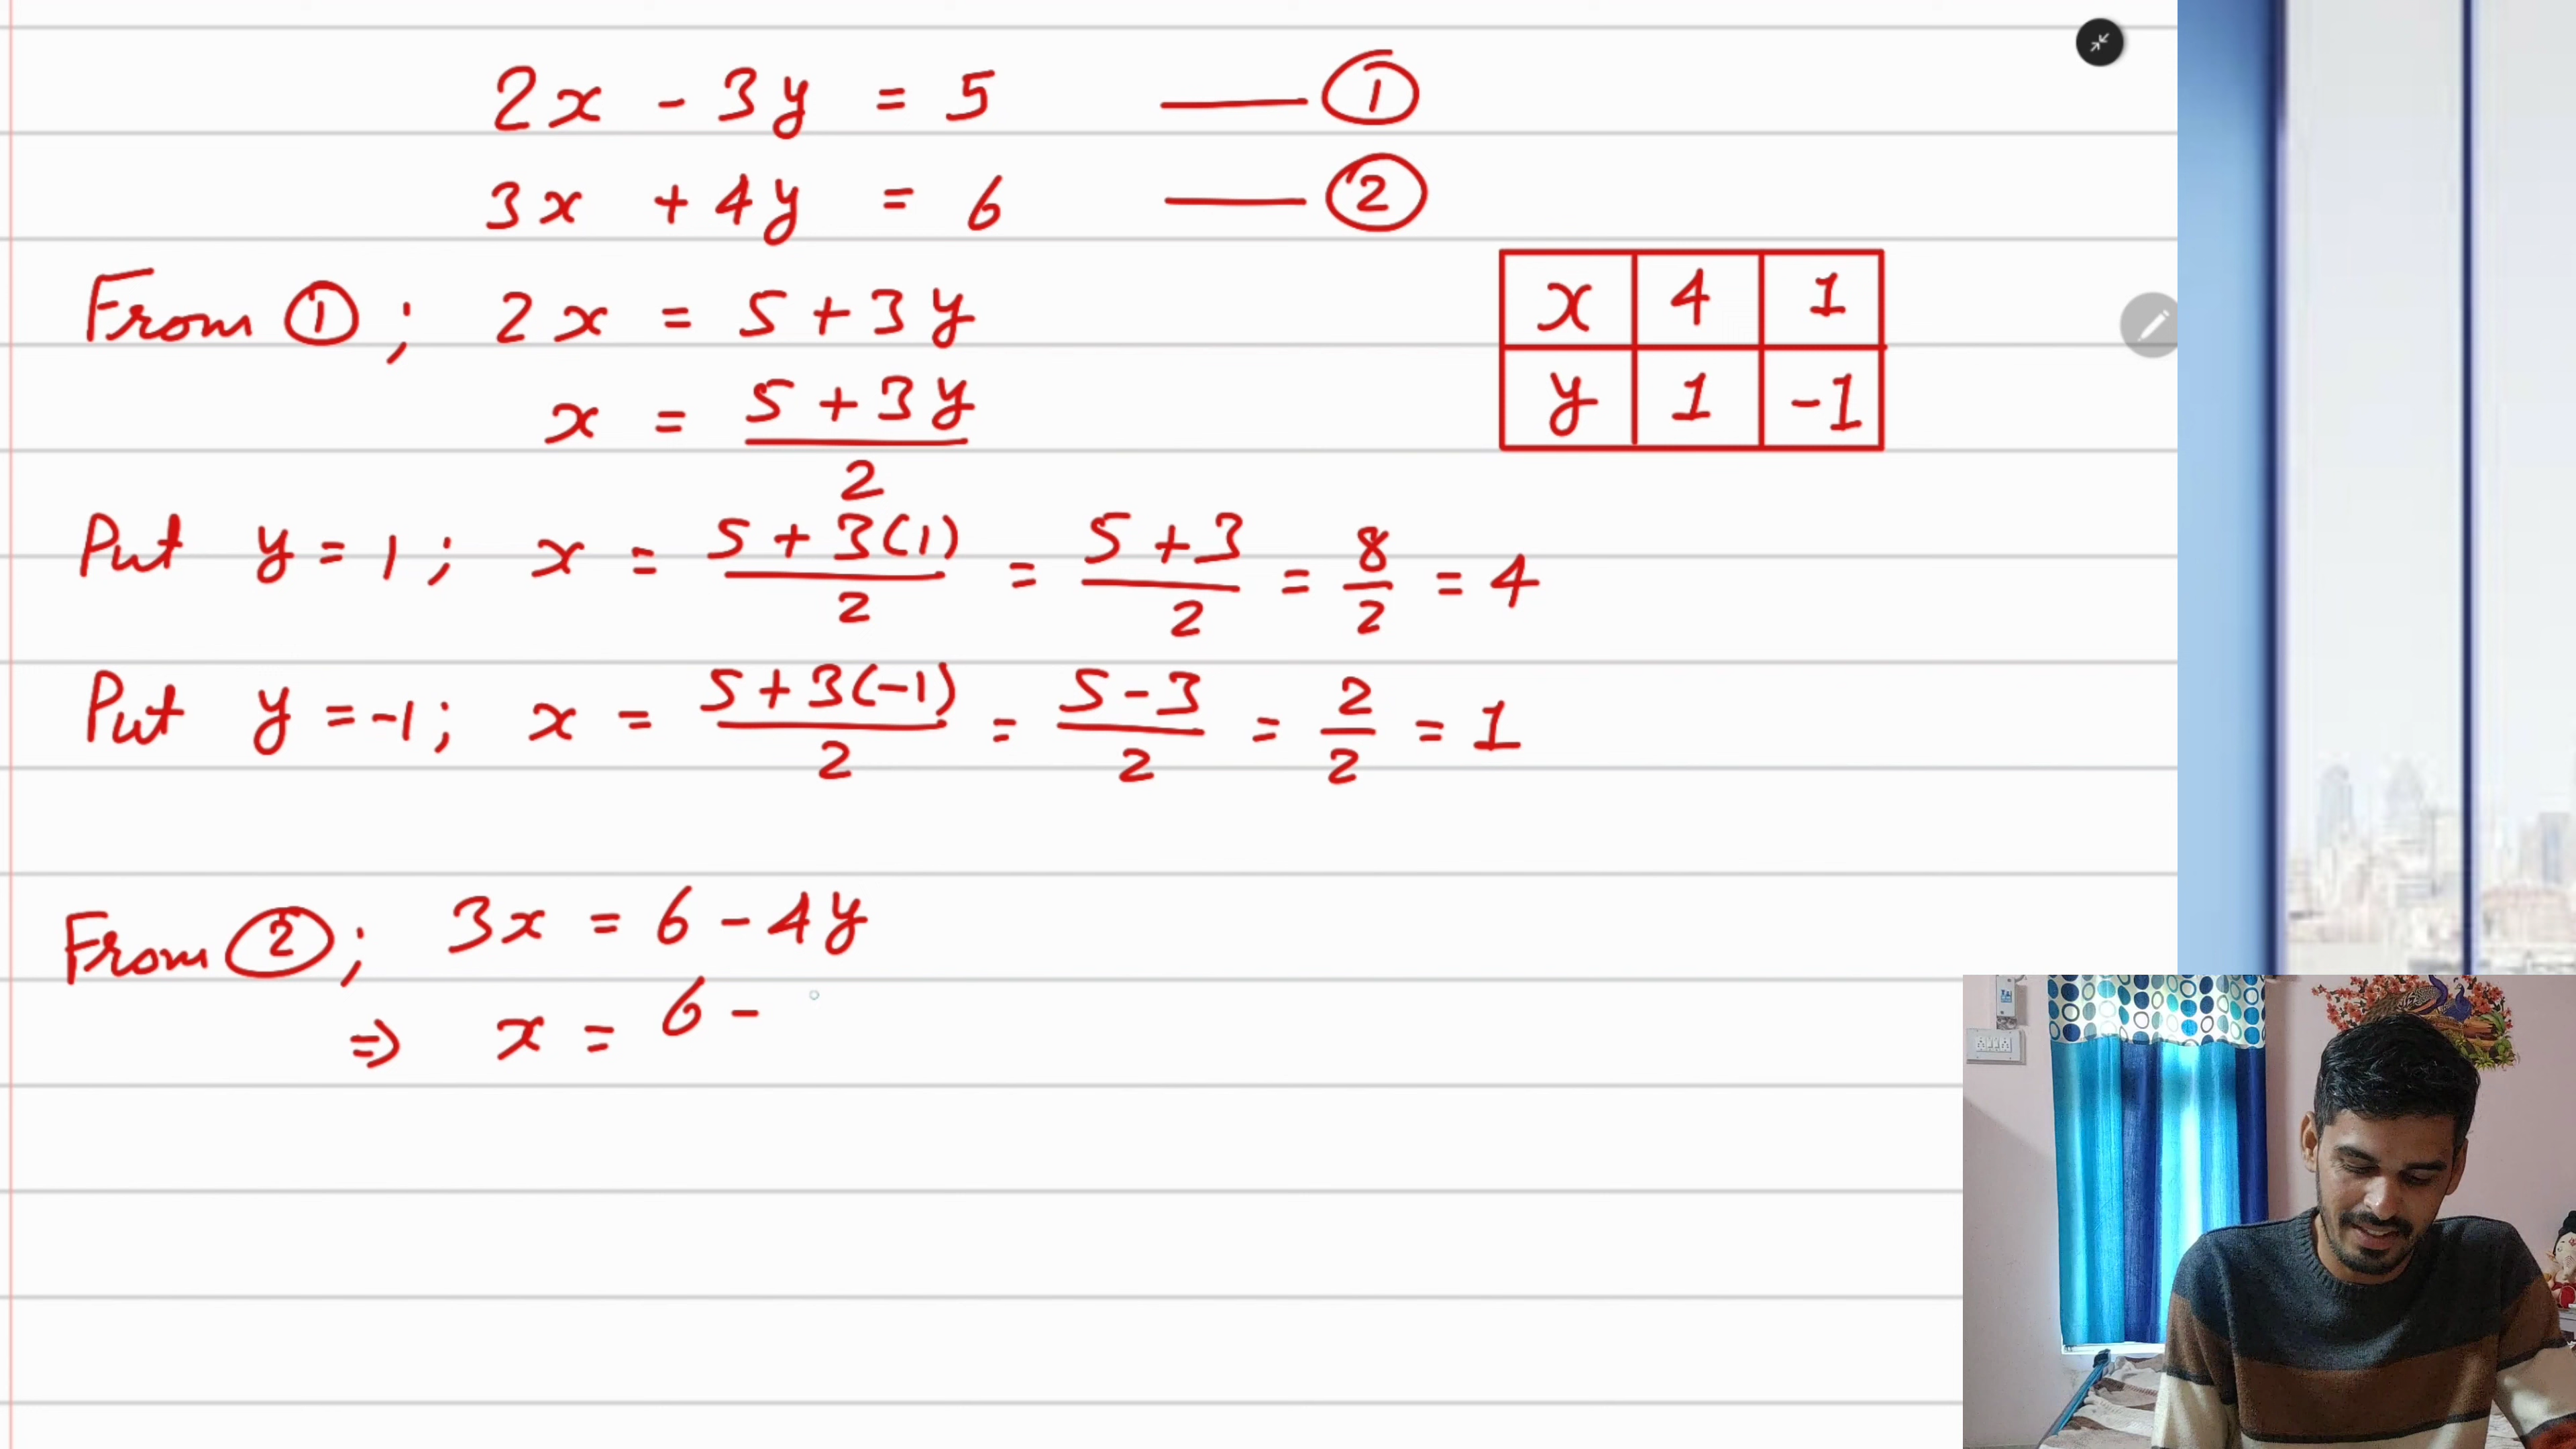 2x - 3y = 5 —— ①
3x + 4y = 6 —— ②
From ①; 2x = 5 + 3y
x = (5 + 3y)/2
x 4 1
y 1 -1
Put y = 1; x = (5 + 3(1))/2 = (5 + 3)/2 = 8/2 = 4
Put y = -1; x = (5 + 3(-1))/2 = (5 - 3)/2 = 2/2 = 1
From ②; 3x = 6 - 4y
⇒ x = 6 -